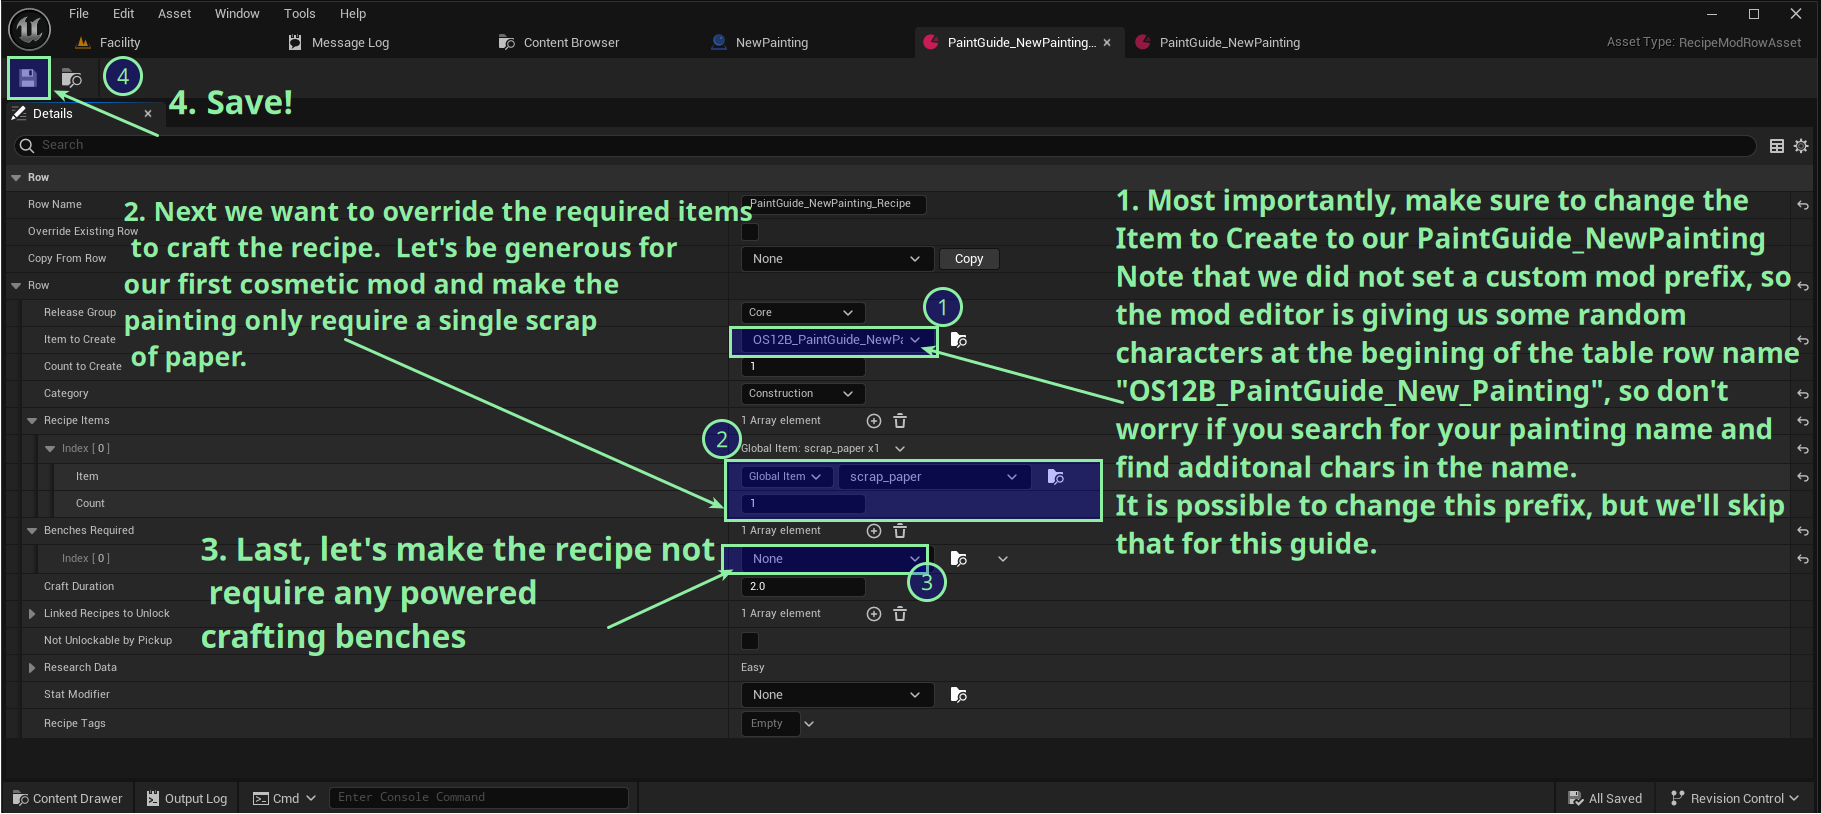 File Edit Asset Window Tools Help
Facility
Message Log
Content Browser
NewPainting
PaintGuide_NewPainting...
PaintGuide_NewPainting
Asset Type: RecipeModRowAsset
4
4. Save!
Details
Search
Row
Row Name
PaintGuide_NewPainting_Recipe
Override Existing Row
Copy From Row
None
Copy
Row
Release Group
Core
Item to Create
OS12B_PaintGuide_NewPa
Count to Create
1
Category
Construction
Recipe Items
1 Array element
Index [ 0 ]
Global Item: scrap_paper x1
Item
Global Item
scrap_paper
Count
1
Benches Required
1 Array element
Index [ 0 ]
None
Craft Duration
2.0
Linked Recipes to Unlock
1 Array element
Not Unlockable by Pickup
Research Data
Easy
Stat Modifier
None
Recipe Tags
Empty
1
1. Most importantly, make sure to change the
Item to Create to our PaintGuide_NewPainting
Note that we did not set a custom mod prefix, so
the mod editor is giving us some random
characters at the begining of the table row name
"OS12B_PaintGuide_New_Painting", so don't
worry if you search for your painting name and
find additonal chars in the name.
It is possible to change this prefix, but we'll skip
that for this guide.
2
2. Next we want to override the required items
to craft the recipe. Let's be generous for
our first cosmetic mod and make the
painting only require a single scrap
of paper.
3
3. Last, let's make the recipe not
require any powered
crafting benches
Content Drawer
Output Log
Cmd
Enter Console Command
All Saved
Revision Control